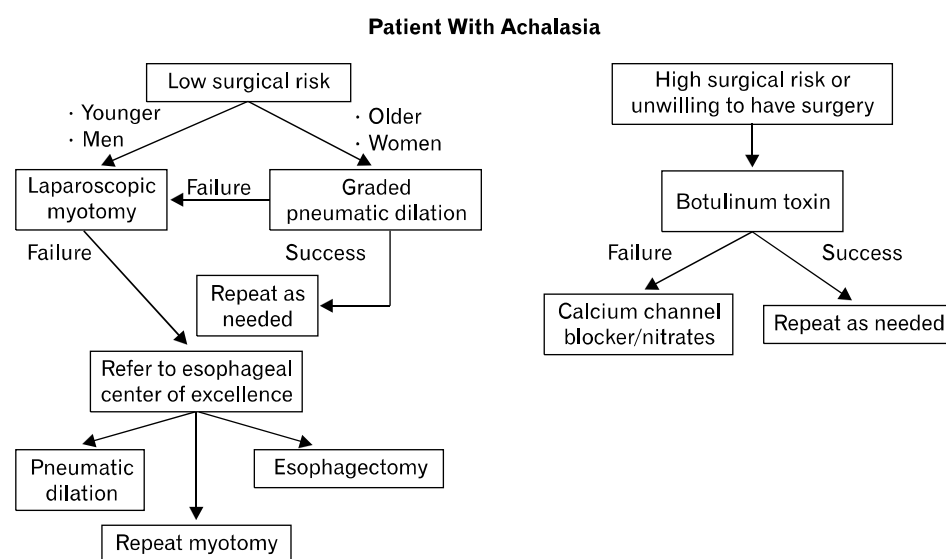 Patient With Achalasia
Low surgical risk
· Younger
· Men
· Older
· Women
Laparoscopic
myotomy
Failure
Graded
pneumatic dilation
Failure
Success
Repeat as
needed
Refer to esophageal
center of excellence
Pneumatic
dilation
Esophagectomy
Repeat myotomy
High surgical risk or
unwilling to have surgery
Botulinum toxin
Failure
Success
Calcium channel
blocker/nitrates
Repeat as needed